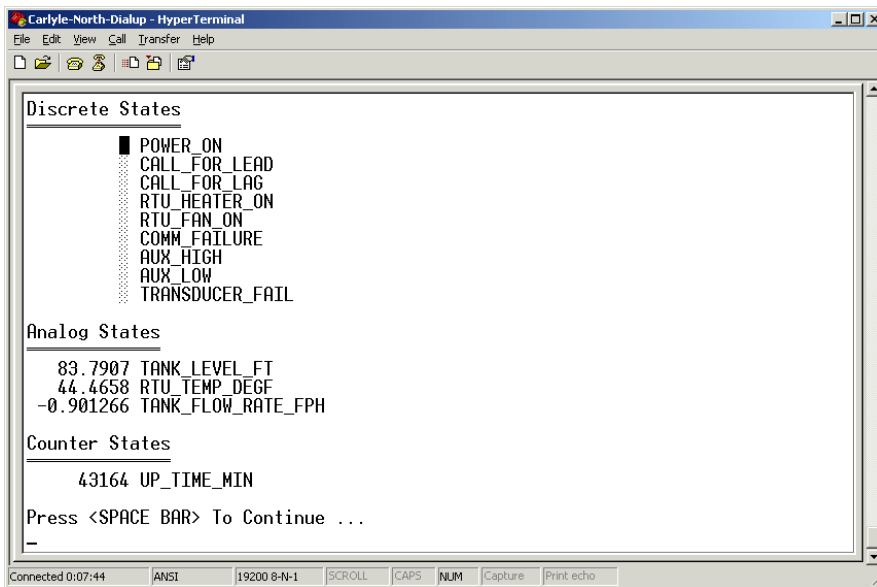 Carlyle-North-Dialup - HyperTerminal
File Edit View Call Transfer Help
Discrete States
POWER_ON
CALL_FOR_LEAD
CALL_FOR_LAG
RTU_HEATER_ON
RTU_FAN_ON
COMM_FAILURE
AUX_HIGH
AUX_LOW
TRANSDUCER_FAIL
Analog States
83.7907 TANK_LEVEL_FT
44.4658 RTU_TEMP_DEGF
-0.901266 TANK_FLOW_RATE_FPH
Counter States
43164 UP_TIME_MIN
Press <SPACE BAR> To Continue ...
Connected 0:07:44 ANSI 19200 8-N-1 SCROLL CAPS NUM Capture Print echo